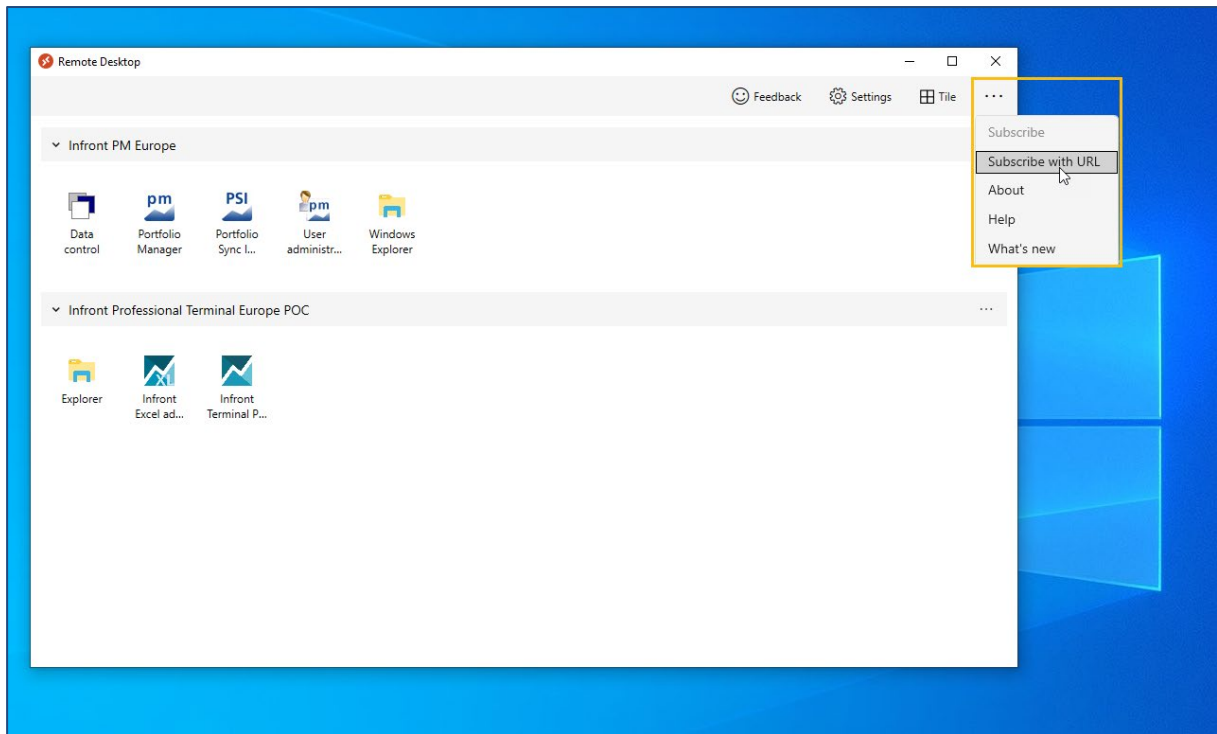 Remote Desktop
Feedback Settings Tile ...
Subscribe
Subscribe with URL
About
Help
What's new
Infront PM Europe
pm PSI pm
Data Portfolio Portfolio User Windows
control Manager Sync I... administr... Explorer
Infront Professional Terminal Europe POC ...
XL
Explorer Infront Infront
Excel ad... Terminal P...